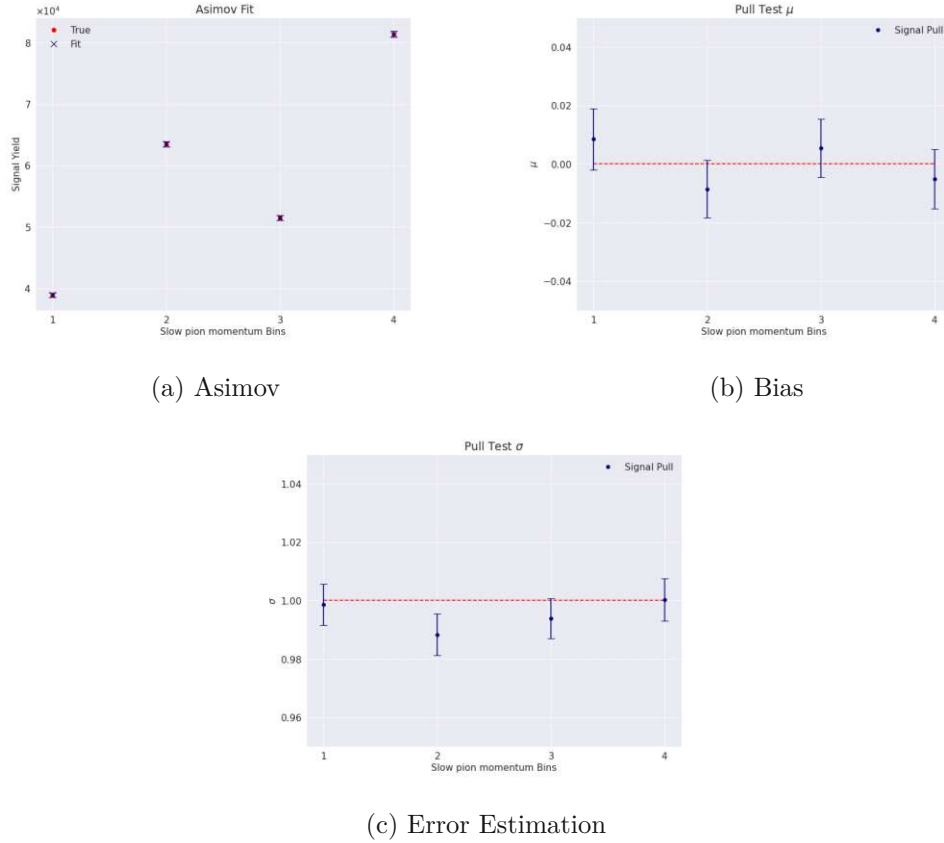 Asimov Fit
×10⁴
True
Fit
8
7
6
5
4
Signal Yield
1 2 3 4
Slow pion momentum Bins
(a) Asimov
Pull Test μ
Signal Pull
0.04
0.02
0.00
−0.02
−0.04
μ
1 2 3 4
Slow pion momentum Bins
(b) Bias
Pull Test σ
Signal Pull
1.04
1.02
1.00
0.98
0.96
σ
1 2 3 4
Slow pion momentum Bins
(c) Error Estimation